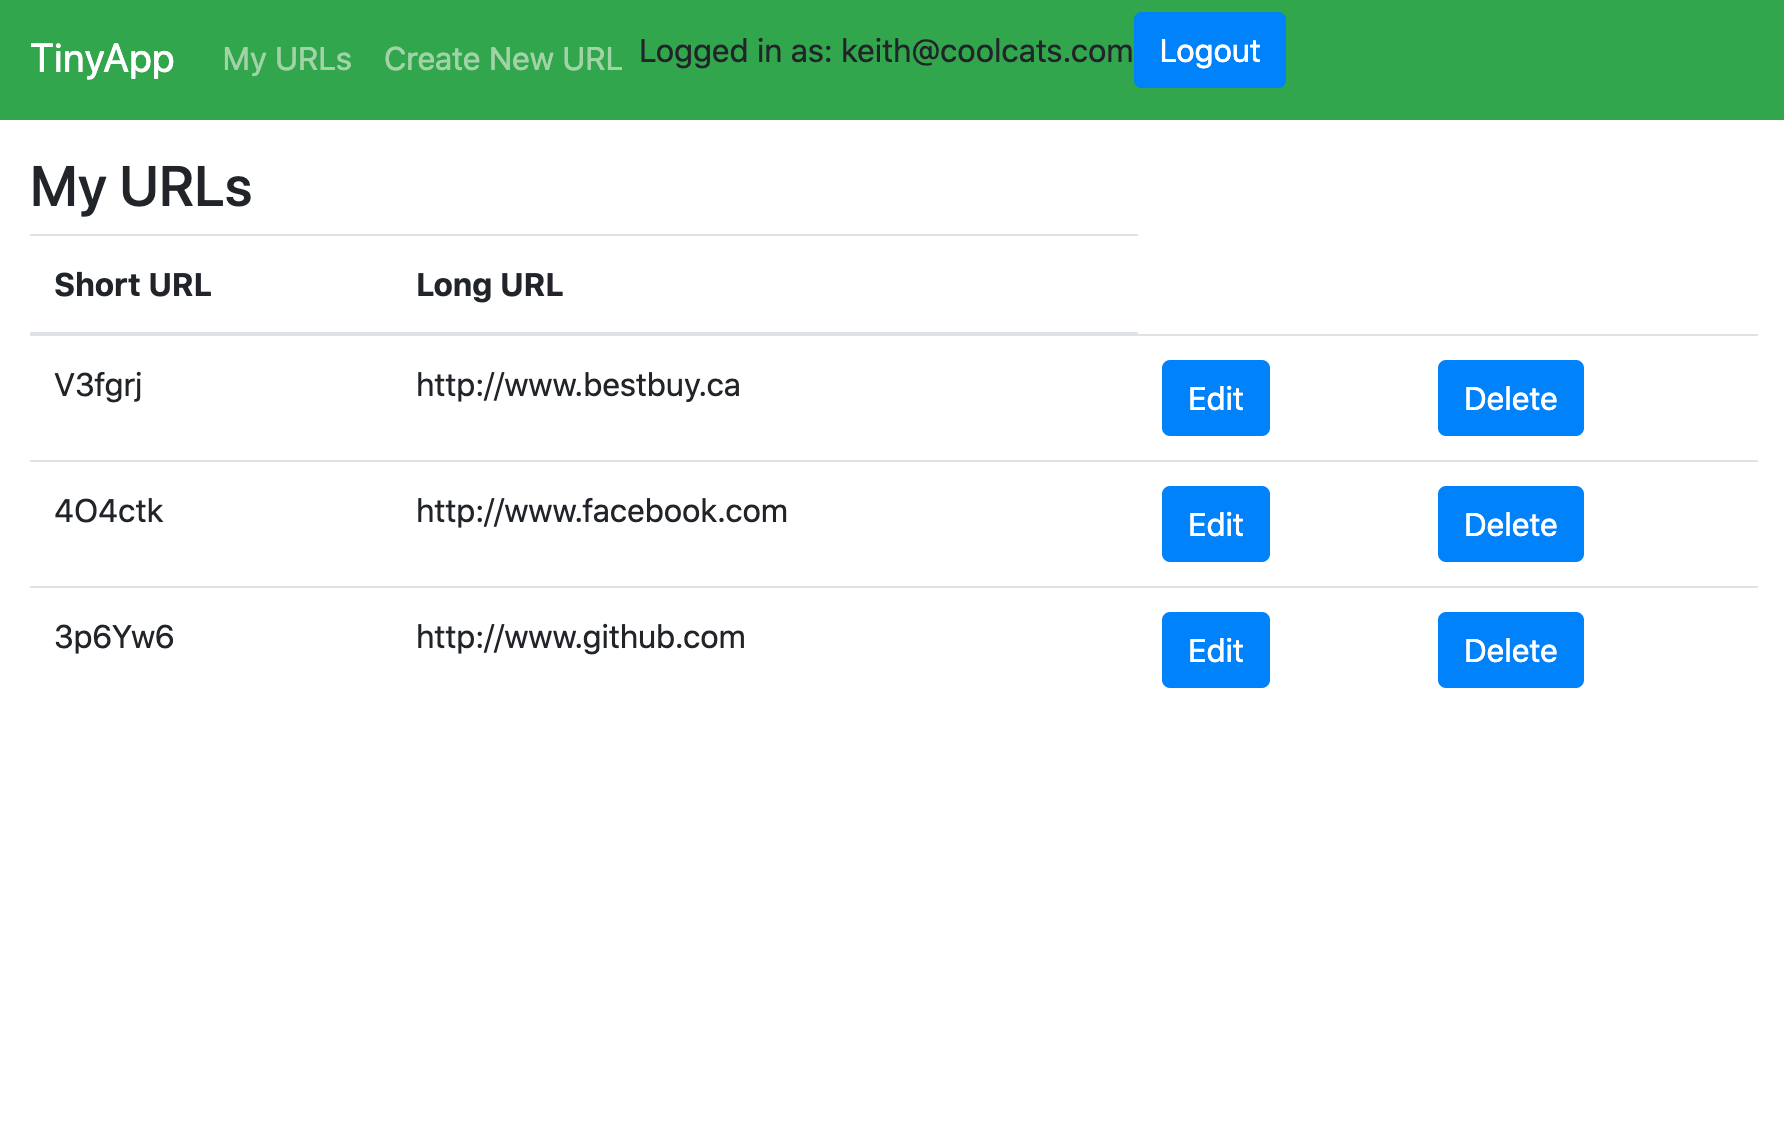 TinyApp My URLs Create New URL Logged in as: keith@coolcats.com Logout
My URLs
Short URL Long URL
V3fgrj http://www.bestbuy.ca Edit Delete
4O4ctk http://www.facebook.com Edit Delete
3p6Yw6 http://www.github.com Edit Delete